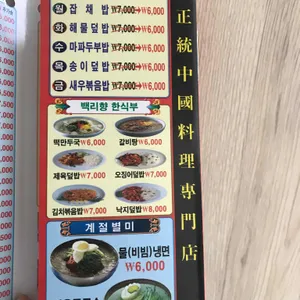 월 잡채밥 ₩7,000→₩6,000
화 해물덮밥 ₩7,000→₩6,000
수 마파두부밥 ₩7,000→₩6,000
목 송이덮밥 ₩7,000→₩6,000
금 새우볶음밥 ₩7,000→₩6,000
백리향 한식부
떡만두국 ₩6,000 갈비탕 ₩6,000
제육덮밥 ₩7,000 오징어덮밥 ₩7,000
김치볶음밥 ₩7,000 낙지덮밥 ₩8,000
계절별미
물(비빔)냉면
₩6,000
正統中國料理專門店